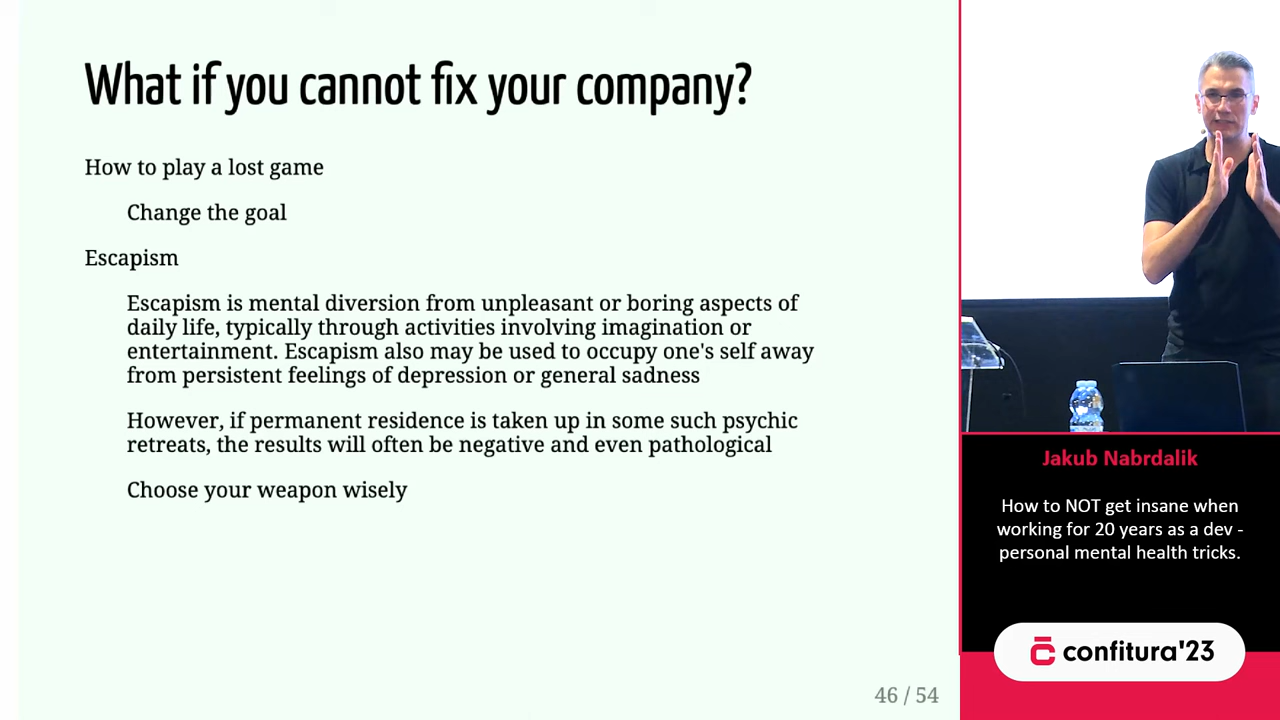 What if you cannot fix your company?
How to play a lost game
Change the goal
Escapism
Escapism is mental diversion from unpleasant or boring aspects of
daily life, typically through activities involving imagination or
entertainment. Escapism also may be used to occupy one's self away
from persistent feelings of depression or general sadness
However, if permanent residence is taken up in some such psychic
retreats, the results will often be negative and even pathological
Choose your weapon wisely
46 / 54
Jakub Nabrdalik
How to NOT get insane when
working for 20 years as a dev -
personal mental health tricks.
confitura'23